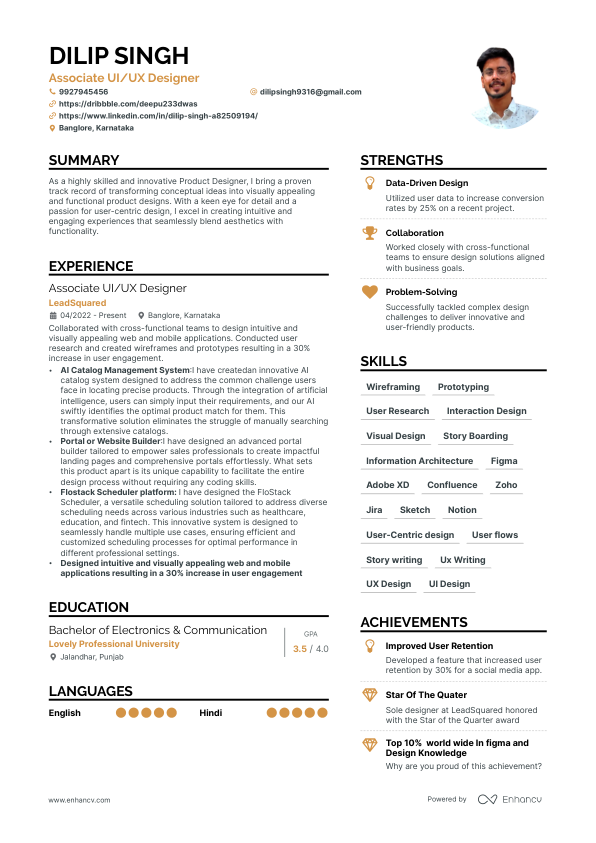 DILIP SINGH
Associate UI/UX Designer
9927945456
dilipsingh9316@gmail.com
https://dribbble.com/deepu233dwas
https://www.linkedin.com/in/dilip-singh-a82509194/
Banglore, Karnataka
SUMMARY
As a highly skilled and innovative Product Designer, I bring a proven
track record of transforming conceptual ideas into visually appealing
and functional product designs. With a keen eye for detail and a
passion for user-centric design, I excel in creating intuitive and
engaging experiences that seamlessly blend aesthetics with
functionality.
EXPERIENCE
Associate UI/UX Designer
LeadSquared
04/2022 - Present Banglore, Karnataka
Collaborated with cross-functional teams to design intuitive and
visually appealing web and mobile applications. Conducted user
research and created wireframes and prototypes resulting in a 30%
increase in user engagement.
• AI Catalog Management System:I have createdan innovative AI
catalog system designed to address the common challenge users
face in locating precise products. Through the integration of artificial
intelligence, users can simply input their requirements, and our AI
swiftly identifies the optimal product match for them. This
transformative solution eliminates the struggle of manually searching
through extensive catalogs.
• Portal or Website Builder:I have designed an advanced portal
builder tailored to empower sales professionals to create impactful
landing pages and comprehensive portals effortlessly. What sets
this product apart is its unique capability to facilitate the entire
design process without requiring any coding skills.
• Flostack Scheduler platform: I have designed the FloStack
Scheduler, a versatile scheduling solution tailored to address diverse
scheduling needs across various industries such as healthcare,
education, and fintech. This innovative system is designed to
seamlessly handle multiple use cases, ensuring efficient and
customized scheduling processes for optimal performance in
different professional settings.
• Designed intuitive and visually appealing web and mobile
applications resulting in a 30% increase in user engagement
EDUCATION
Bachelor of Electronics & Communication
Lovely Professional University
Jalandhar, Punjab
GPA
3.5 / 4.0
LANGUAGES
English Hindi
STRENGTHS
Data-Driven Design
Utilized user data to increase conversion
rates by 25% on a recent project.
Collaboration
Worked closely with cross-functional
teams to ensure design solutions aligned
with business goals.
Problem-Solving
Successfully tackled complex design
challenges to deliver innovative and
user-friendly products.
SKILLS
Wireframing Prototyping
User Research Interaction Design
Visual Design Story Boarding
Information Architecture Figma
Adobe XD Confluence Zoho
Jira Sketch Notion
User-Centric design User flows
Story writing Ux Writing
UX Design UI Design
ACHIEVEMENTS
Improved User Retention
Developed a feature that increased user
retention by 30% for a social media app.
Star Of The Quater
Sole designer at LeadSquared honored
with the Star of the Quarter award
Top 10% world wide In figma and
Design Knowledge
Why are you proud of this achievement?
www.enhancv.com
Powered by Enhancv